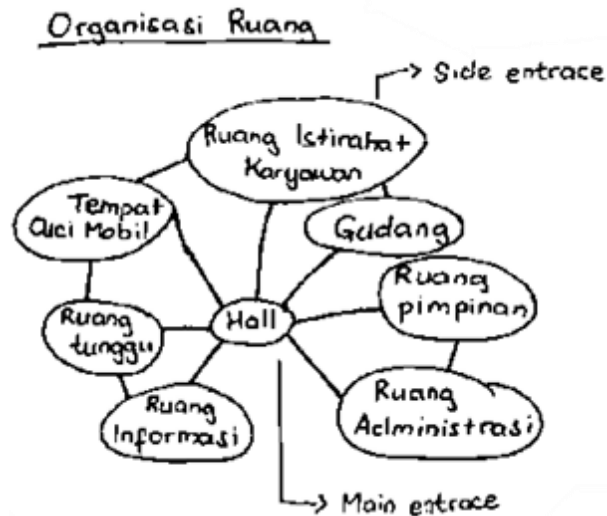 Organisasi Ruang
Side entrace
Ruang Istirahat
Karyawan
Tempat
Cuci Mobil
Gudang
Ruang
pimpinan
Hall
Ruang
tunggu
Ruang
Informasi
Ruang
Administrasi
Main entrace